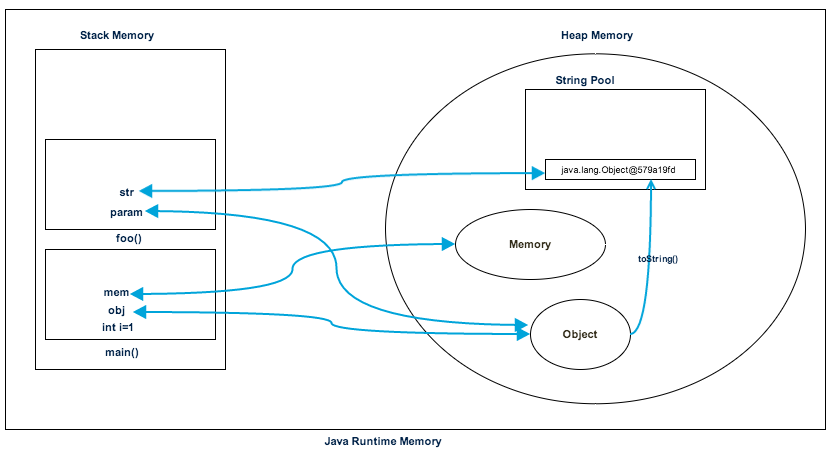 Stack Memory
Heap Memory
String Pool
java.lang.Object@579a19fd
str
param
foo()
Memory
toString()
mem
obj
int i=1
Object
main()
Java Runtime Memory